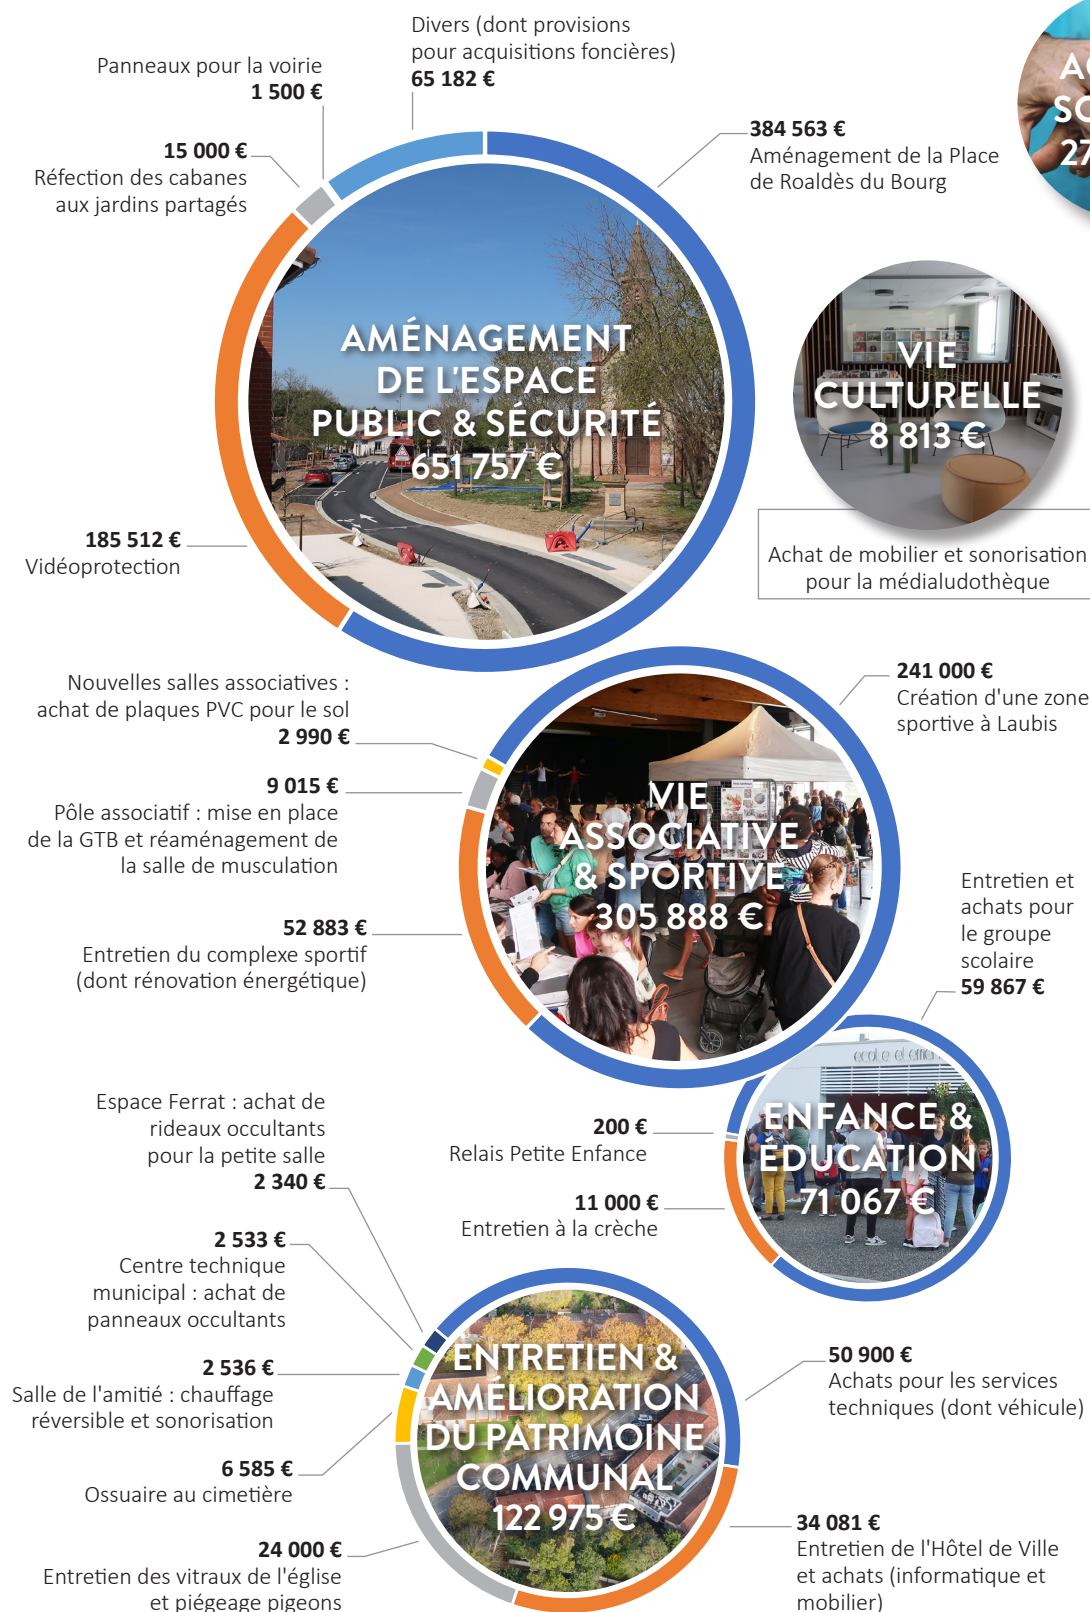 Divers (dont provisions
pour acquisitions foncières)
65 182 €
Panneaux pour la voirie
1 500 €
15 000 €
Réfection des cabanes
aux jardins partagés
384 563 €
Aménagement de la Place
de Roaldès du Bourg
AMÉNAGEMENT
DE L'ESPACE
PUBLIC & SÉCURITÉ
651 757 €
185 512 €
Vidéoprotection
VIE
CULTURELLE
8 813 €
Achat de mobilier et sonorisation
pour la médialudothèque
Nouvelles salles associatives :
achat de plaques PVC pour le sol
2 990 €
9 015 €
Pôle associatif : mise en place
de la GTB et réaménagement de
la salle de musculation
52 883 €
Entretien du complexe sportif
(dont rénovation énergétique)
241 000 €
Création d'une zone
sportive à Laubis
VIE
ASSOCIATIVE
& SPORTIVE
305 888 €
Entretien et
achats pour
le groupe
scolaire
59 867 €
200 €
Relais Petite Enfance
11 000 €
Entretien à la crèche
ENFANCE &
ÉDUCATION
71 067 €
Espace Ferrat : achat de
rideaux occultants
pour la petite salle
2 340 €
2 533 €
Centre technique
municipal : achat de
panneaux occultants
2 536 €
Salle de l'amitié : chauffage
réversible et sonorisation
6 585 €
Ossuaire au cimetière
24 000 €
Entretien des vitraux de l'église
et piégeage pigeons
ENTRETIEN &
AMÉLIORATION
DU PATRIMOINE
COMMUNAL
122 975 €
50 900 €
Achats pour les services
techniques (dont véhicule)
34 081 €
Entretien de l'Hôtel de Ville
et achats (informatique et
mobilier)